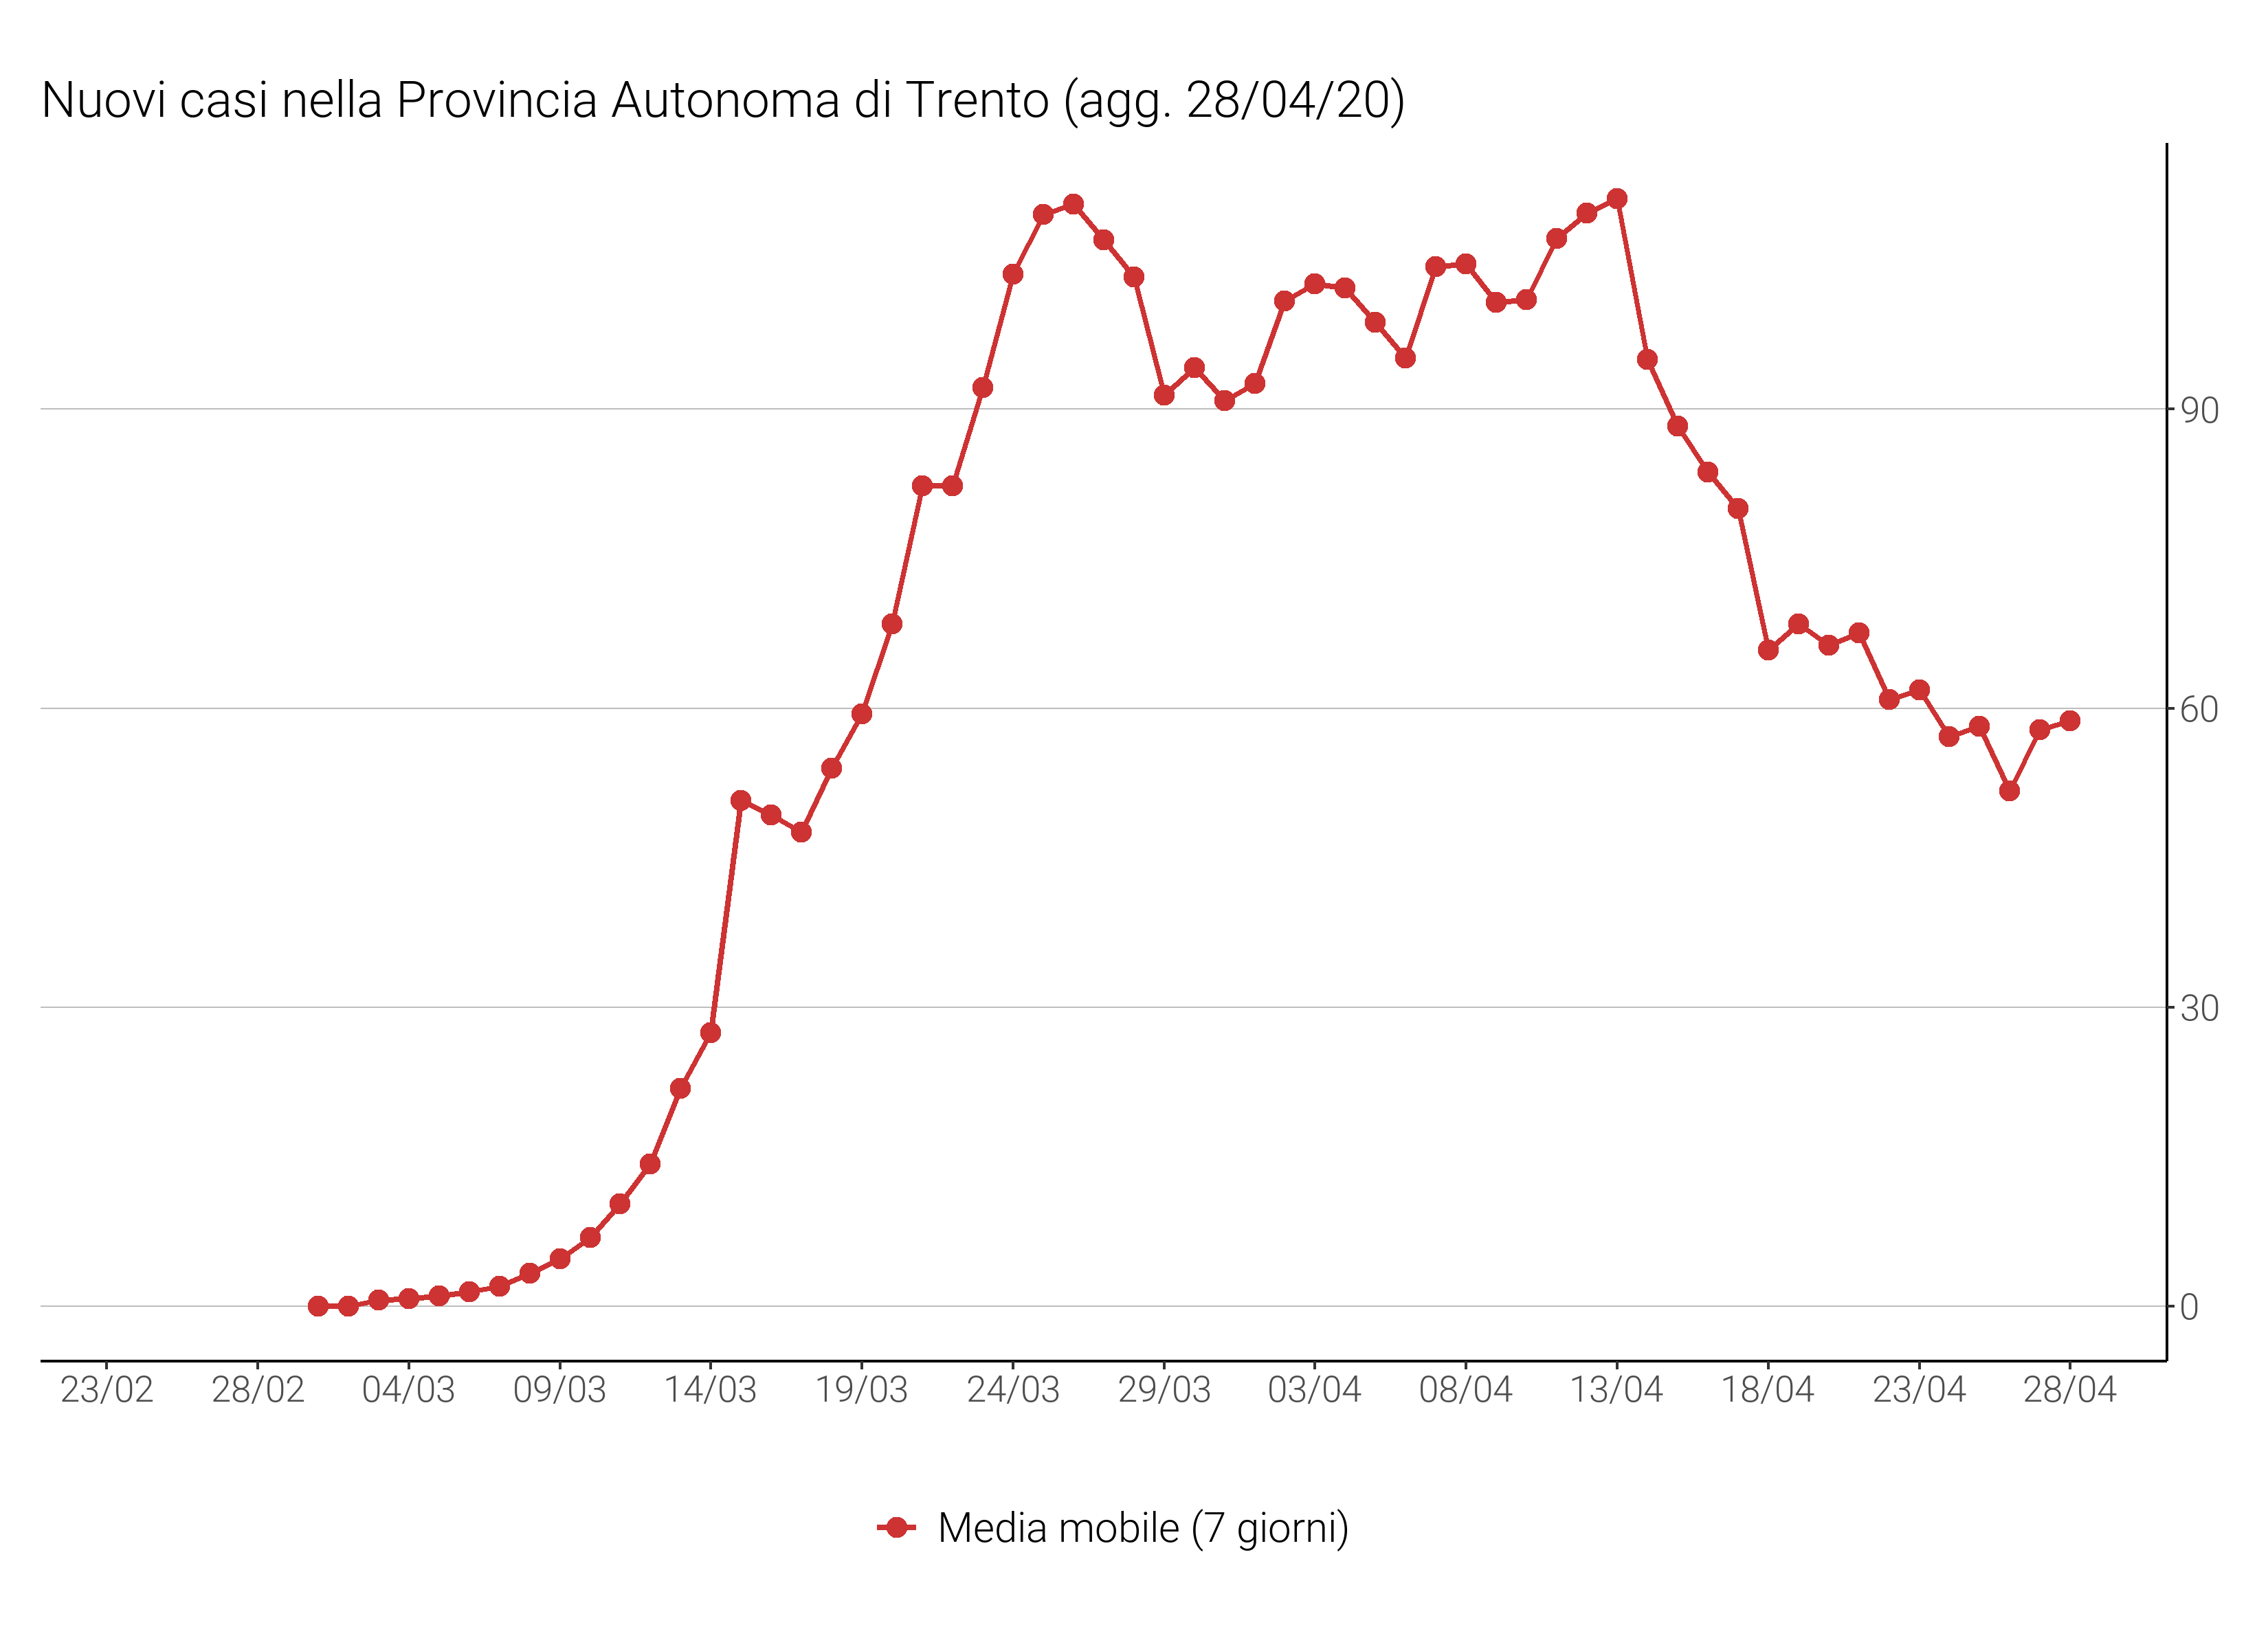 Nuovi casi nella Provincia Autonoma di Trento (agg. 28/04/20)
90
60
30
0
23/02 28/02 04/03 09/03 14/03 19/03 24/03 29/03 03/04 08/04 13/04 18/04 23/04 28/04
Media mobile (7 giorni)